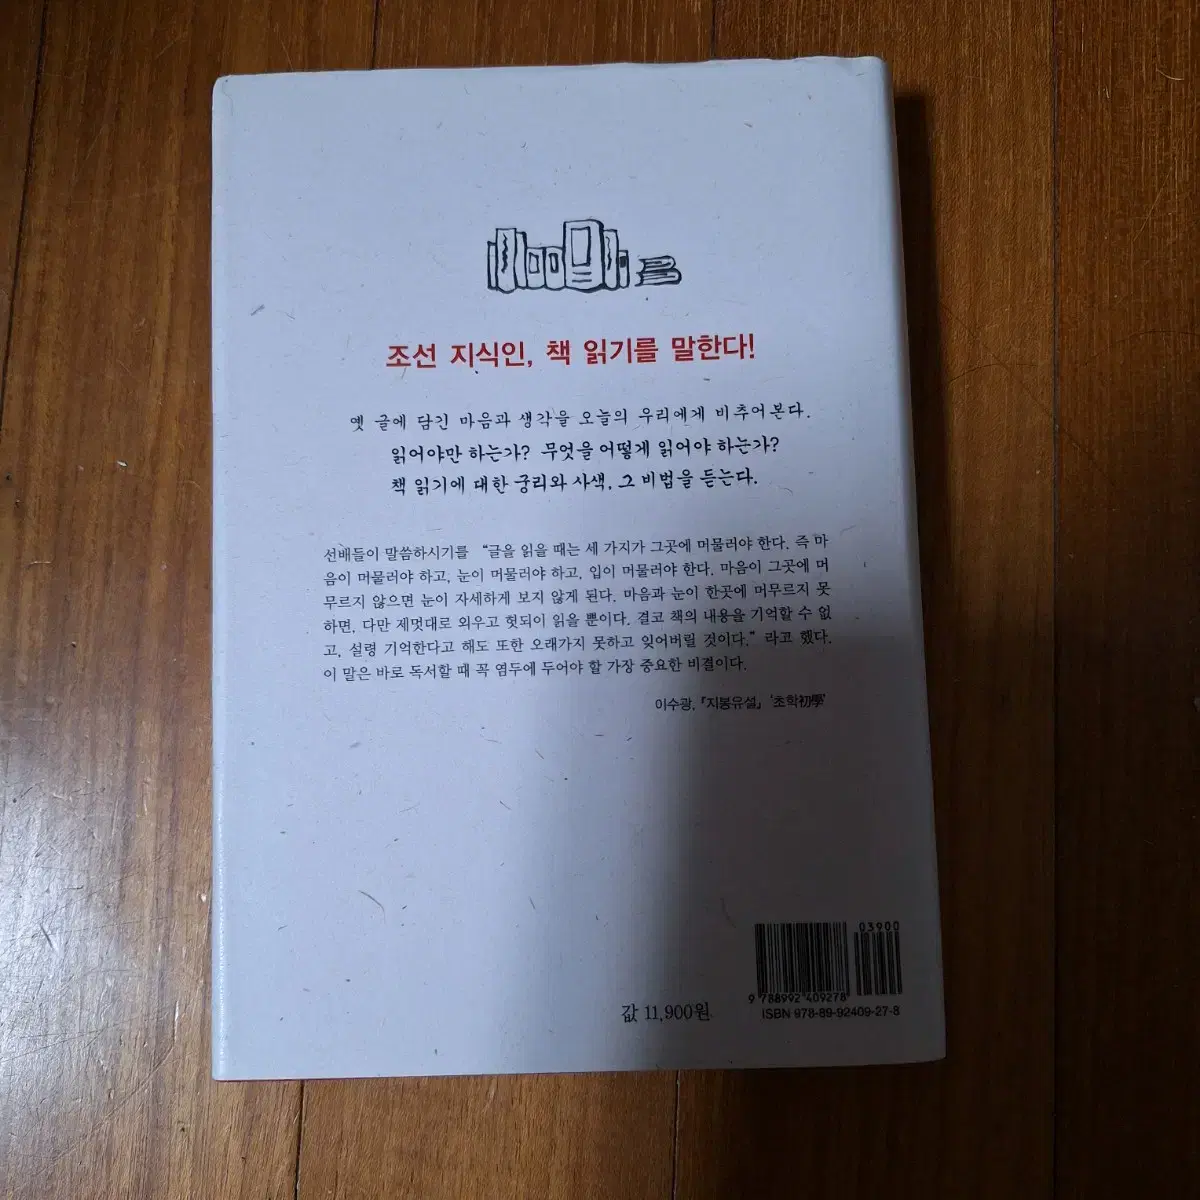 조선 지식인, 책 읽기를 말한다!
옛 글에 담긴 마음과 생각을 오늘의 우리에게 비추어본다.
읽어야만 하는가? 무엇을 어떻게 읽어야 하는가?
책 읽기에 대한 궁리와 사색, 그 비법을 듣는다.
선배들이 말씀하시기를 “글을 읽을 때는 세 가지가 그곳에 머물러야 한다. 즉 마
음이 머물러야 하고, 눈이 머물러야 하고, 입이 머물러야 한다. 마음이 그곳에 머
무르지 않으면 눈이 자세하게 보지 않게 된다. 마음과 눈이 한곳에 머무르지 못
하면, 다만 제멋대로 외우고 헛되이 읽을 뿐이다. 결코 책의 내용을 기억할 수 없
고, 설령 기억한다고 해도 또한 오래가지 못하고 잊어버릴 것이다.” 라고 했다.
이 말은 바로 독서할 때 꼭 염두에 두어야 할 가장 중요한 비결이다.
이수광, 『지봉유설』 ‘초학初學’
03900
9 788992 409278
값 11,900원
ISBN 978-89-92409-27-8